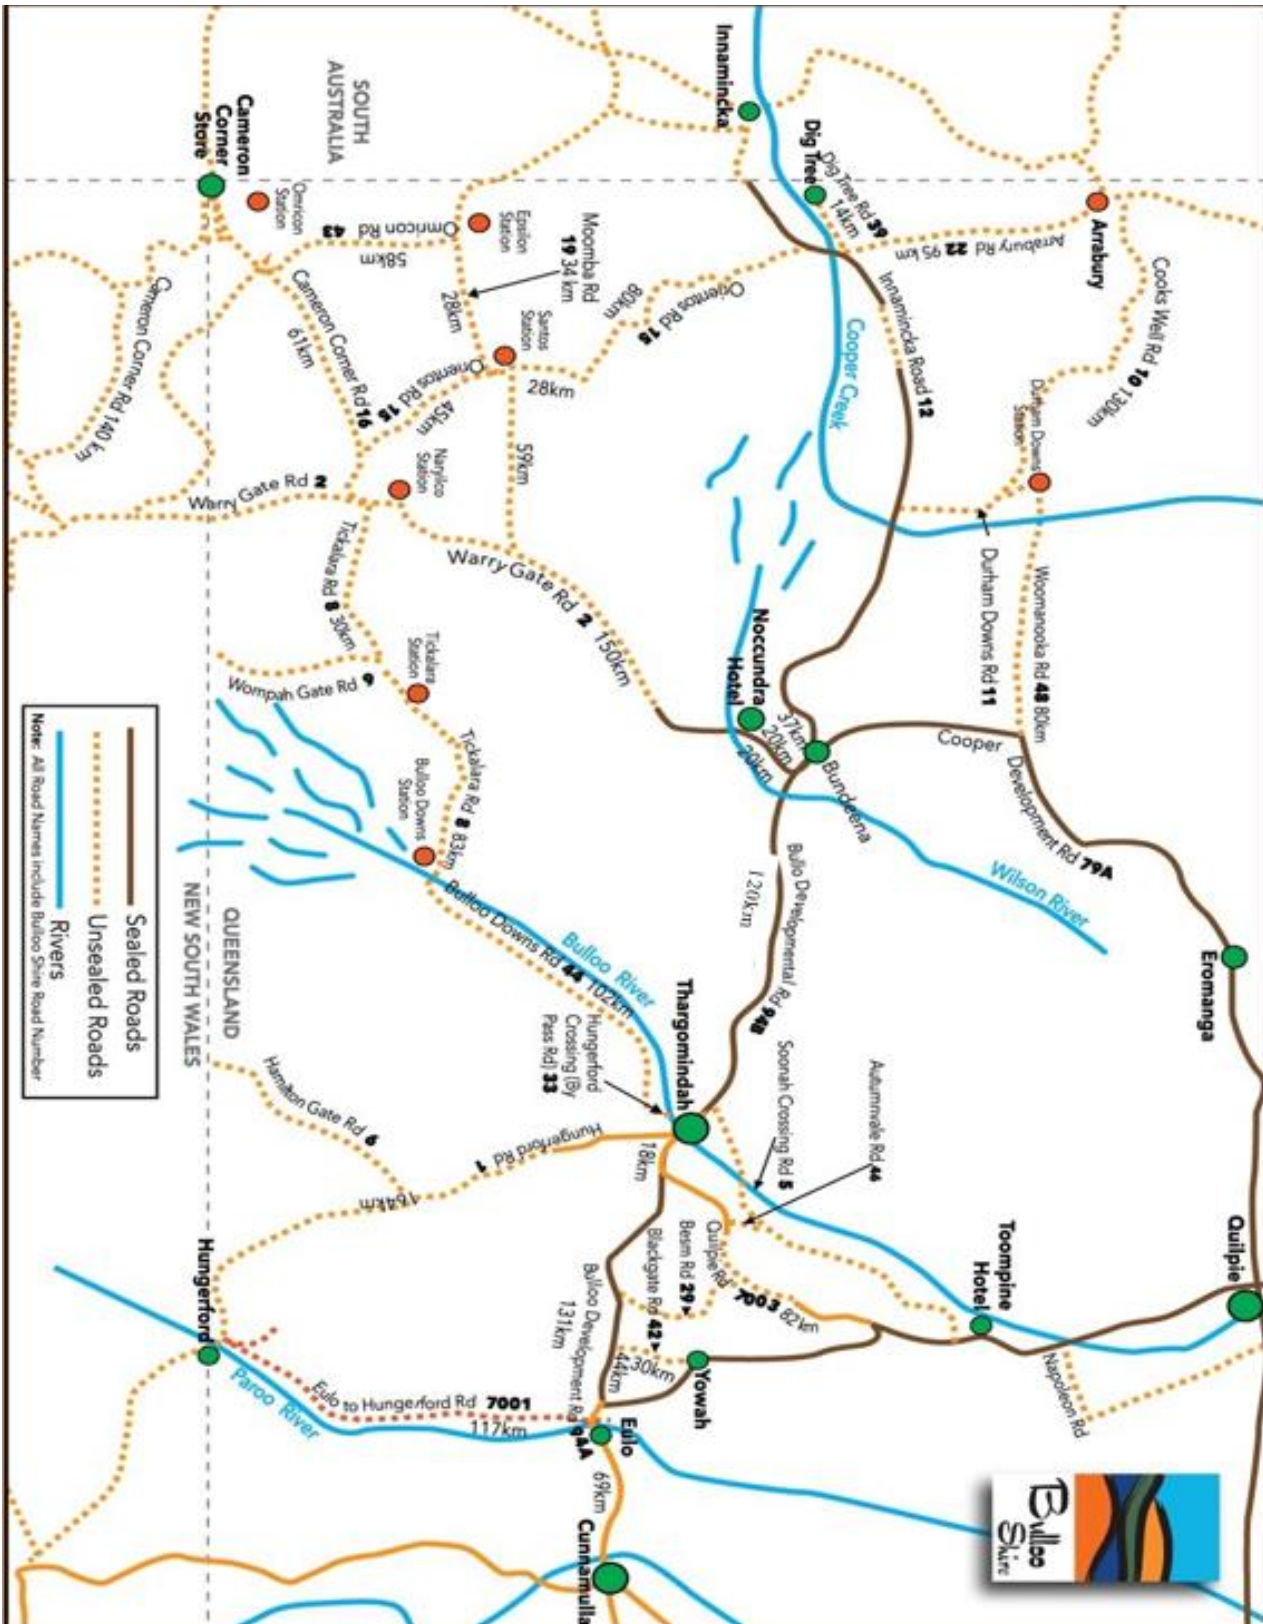 Innamincka
Dig Tree
Dig Tree Rd 39
14km
Arrabury
Arrabury Rd 22 95 km
Cooks Well Rd 10 130km
SOUTH
AUSTRALIA
Cameron
Corner
Store
Omricon
Station
Omricon Rd 43
58km
Epsilon
Station
Moomba Rd
19 34 km
28km
Santos
Station
Orientos Rd 15
80km
28km
Orientos Rd 15
45km
59km
Cameron Corner Rd 16
61km
Cameron Corner Rd 140 km
Innamincka Road 12
Cooper Creek
Durham Downs
Station
Durham Downs Rd 11
Woomanooka Rd 48 80km
Naryilco
Station
Warry Gate Rd 2
Warry Gate Rd 2 150km
Tickalara Rd 8 30km
Tickalara
Station
Wompah Gate Rd 9
Tickalara Rd 8 83km
Bulloo Downs
Station
Noccundra
Hotel
37km
20km
20km
Bundeena
Cooper
Development Rd 79A
Wilson River
Eromanga
Bullo Developmental Rd 94B
120km
Bulloo Downs Rd 44 102km
Bulloo River
Hungerford
Crossing (By
Pass Rd) 33
Thargomindah
Soonah Crossing Rd 5
Autumnvale Rd 44
18km
Hungerford Rd 1
164km
Hamilton Gate Rd 6
Quilpie Rd 7003 82km
Besm Rd 29
Blackgate Rd 42
Bulloo Development Rd 94A
131km
44km
30km
Yowah
Toompine
Hotel
Quilpie
Napoleon Rd
Hungerford
Eulo to Hungerford Rd 7001
117km
Paroo River
Eulo
69km
Cunnamulla
QUEENSLAND
NEW SOUTH WALES
Sealed Roads
Unsealed Roads
Rivers
Note: All Road Names include Bulloo Shire Road Number
Bulloo
Shire